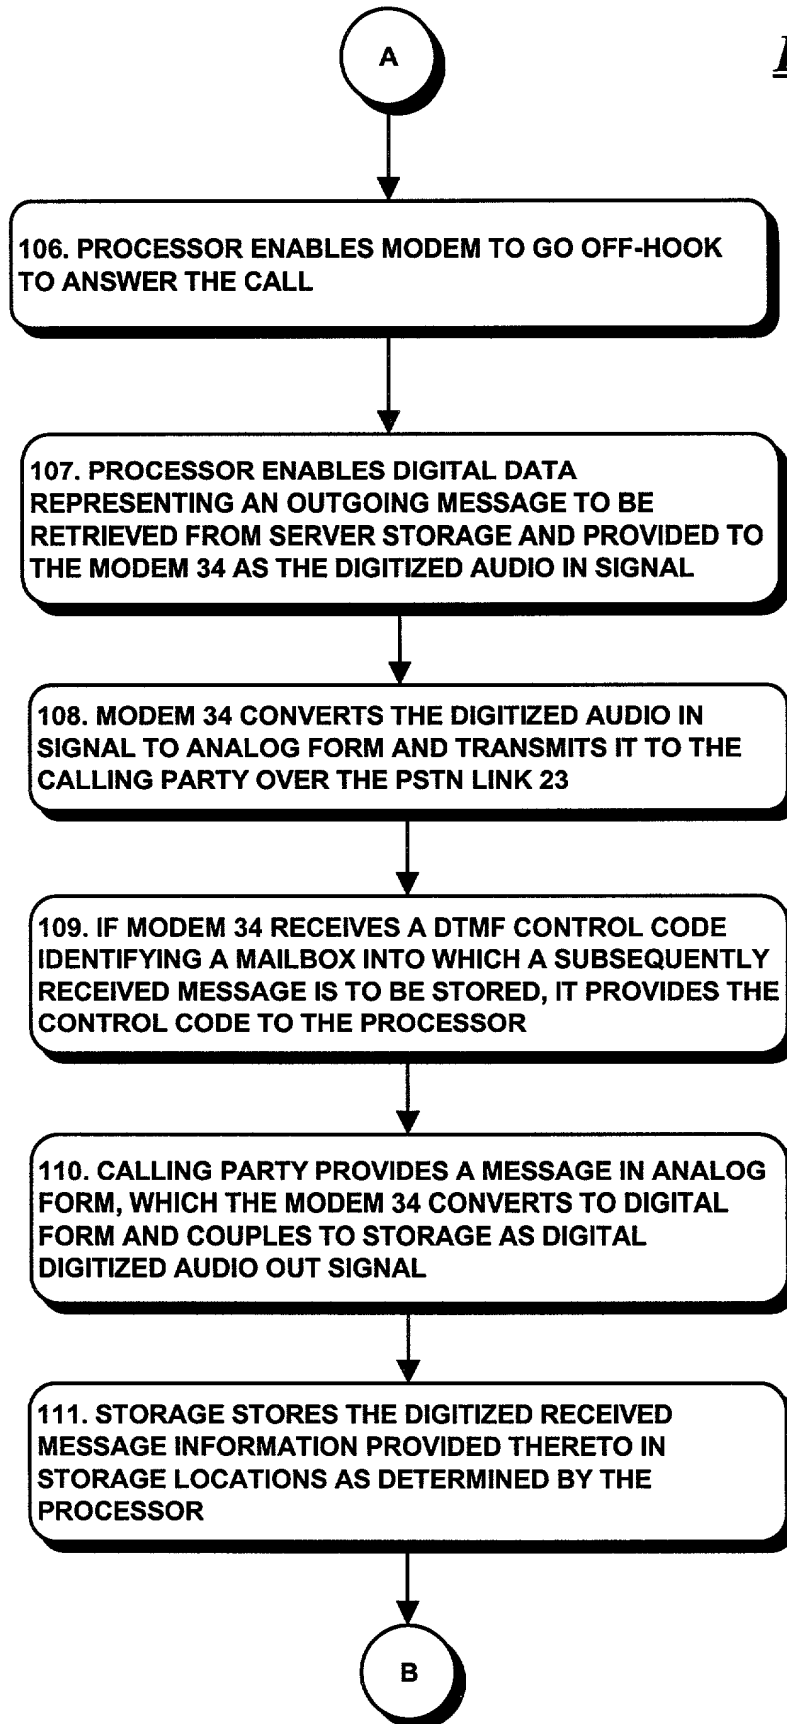 A
106. PROCESSOR ENABLES MODEM TO GO OFF-HOOK
TO ANSWER THE CALL
107. PROCESSOR ENABLES DIGITAL DATA
REPRESENTING AN OUTGOING MESSAGE TO BE
RETRIEVED FROM SERVER STORAGE AND PROVIDED TO
THE MODEM 34 AS THE DIGITIZED AUDIO IN SIGNAL
108. MODEM 34 CONVERTS THE DIGITIZED AUDIO IN
SIGNAL TO ANALOG FORM AND TRANSMITS IT TO THE
CALLING PARTY OVER THE PSTN LINK 23
109. IF MODEM 34 RECEIVES A DTMF CONTROL CODE
IDENTIFYING A MAILBOX INTO WHICH A SUBSEQUENTLY
RECEIVED MESSAGE IS TO BE STORED, IT PROVIDES THE
CONTROL CODE TO THE PROCESSOR
110. CALLING PARTY PROVIDES A MESSAGE IN ANALOG
FORM, WHICH THE MODEM 34 CONVERTS TO DIGITAL
FORM AND COUPLES TO STORAGE AS DIGITAL
DIGITIZED AUDIO OUT SIGNAL
111. STORAGE STORES THE DIGITIZED RECEIVED
MESSAGE INFORMATION PROVIDED THERETO IN
STORAGE LOCATIONS AS DETERMINED BY THE
PROCESSOR
B